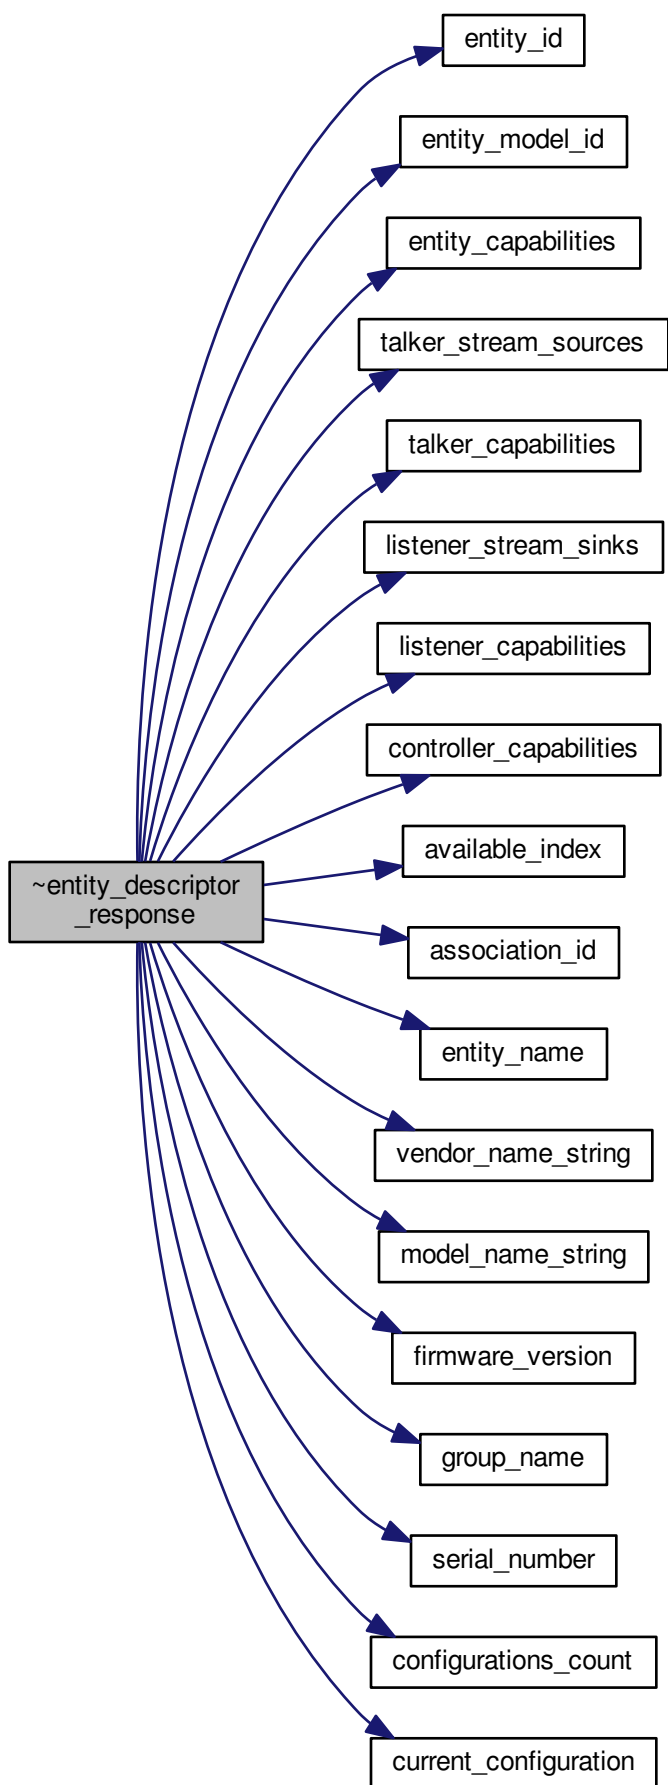 entity_id
entity_model_id
entity_capabilities
talker_stream_sources
talker_capabilities
listener_stream_sinks
listener_capabilities
controller_capabilities
available_index
~entity_descriptor
_response
association_id
entity_name
vendor_name_string
model_name_string
firmware_version
group_name
serial_number
configurations_count
current_configuration